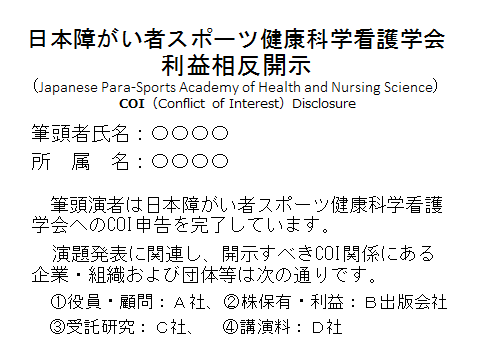 日本障がい者スポーツ健康科学看護学会
利益相反開示
（Japanese Para-Sports Academy of Health and Nursing Science）
COI（Conflict of Interest）Disclosure
筆頭者氏名：○○○○
所　属　名：○○○○
　筆頭演者は日本障がい者スポーツ健康科学看護
学会へのCOI申告を完了しています。
　演題発表に関連し、開示すべきCOI関係にある
企業・組織および団体等は次の通りです。
　①役員・顧問：Ａ社、②株保有・利益：Ｂ出版会社
　③受託研究：Ｃ社、　④講演料：Ｄ社